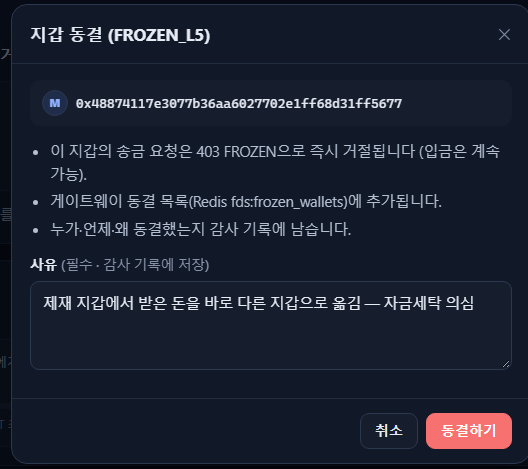 지갑 동결 (FROZEN_L5)
M 0x48874117e3077b36aa6027702e1ff68d31ff5677
• 이 지갑의 송금 요청은 403 FROZEN으로 즉시 거절됩니다 (입금은 계속
가능).
• 게이트웨이 동결 목록(Redis fds:frozen_wallets)에 추가됩니다.
• 누가·언제·왜 동결했는지 감사 기록에 남습니다.
사유 (필수 · 감사 기록에 저장)
제재 지갑에서 받은 돈을 바로 다른 지갑으로 옮김 — 자금세탁 의심
취소 동결하기